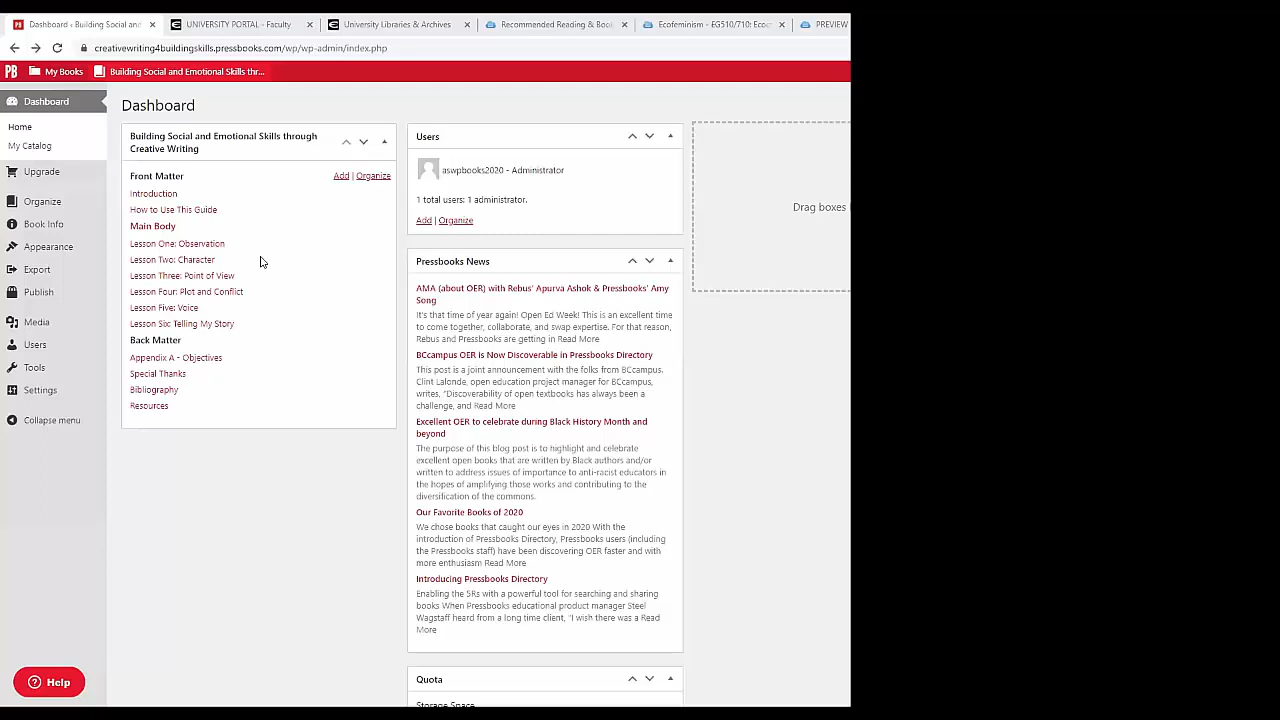 Dashboard ‹ Building Social and
UNIVERSITY PORTAL - Faculty
University Libraries & Archives
Recommended Reading & Boo
Ecofeminism - EG510/710: Ecoc
PREVIEW
creativewriting4buildingskills.pressbooks.com/wp/wp-admin/index.php
PB
My Books
Building Social and Emotional Skills thr...
Dashboard
Home
My Catalog
Upgrade
Organize
Book Info
Appearance
Export
Publish
Media
Users
Tools
Settings
Collapse menu
Help
Dashboard
Building Social and Emotional Skills through
Creative Writing
Front Matter
Add | Organize
Introduction
How to Use This Guide
Main Body
Lesson One: Observation
Lesson Two: Character
Lesson Three: Point of View
Lesson Four: Plot and Conflict
Lesson Five: Voice
Lesson Six: Telling My Story
Back Matter
Appendix A - Objectives
Special Thanks
Bibliography
Resources
Users
aswpbooks2020 - Administrator
1 total users: 1 administrator.
Add | Organize
Pressbooks News
AMA (about OER) with Rebus' Apurva Ashok & Pressbooks' Amy
Song
It's that time of year again! Open Ed Week! This is an excellent time
to come together, collaborate, and swap expertise. For that reason,
Rebus and Pressbooks are getting in Read More
BCcampus OER is Now Discoverable in Pressbooks Directory
This post is a joint announcement with the folks from BCcampus.
Clint Lalonde, open education project manager for BCcampus,
writes, "Discoverability of open textbooks has always been a
challenge, and Read More
Excellent OER to celebrate during Black History Month and
beyond
The purpose of this blog post is to highlight and celebrate
excellent open books that are written by Black authors and/or
written to address issues of importance to anti-racist educators in
the hopes of amplifying those works and contributing to the
diversification of the commons.
Our Favorite Books of 2020
We chose books that caught our eyes in 2020 With the
introduction of Pressbooks Directory, Pressbooks users (including
the Pressbooks staff) have been discovering OER faster and with
more enthusiasm Read More
Introducing Pressbooks Directory
Enabling the 5Rs with a powerful tool for searching and sharing
books When Pressbooks educational product manager Steel
Wagstaff heard from a long time client, "I wish there was a Read
More
Quota
Storage Space
Drag boxes